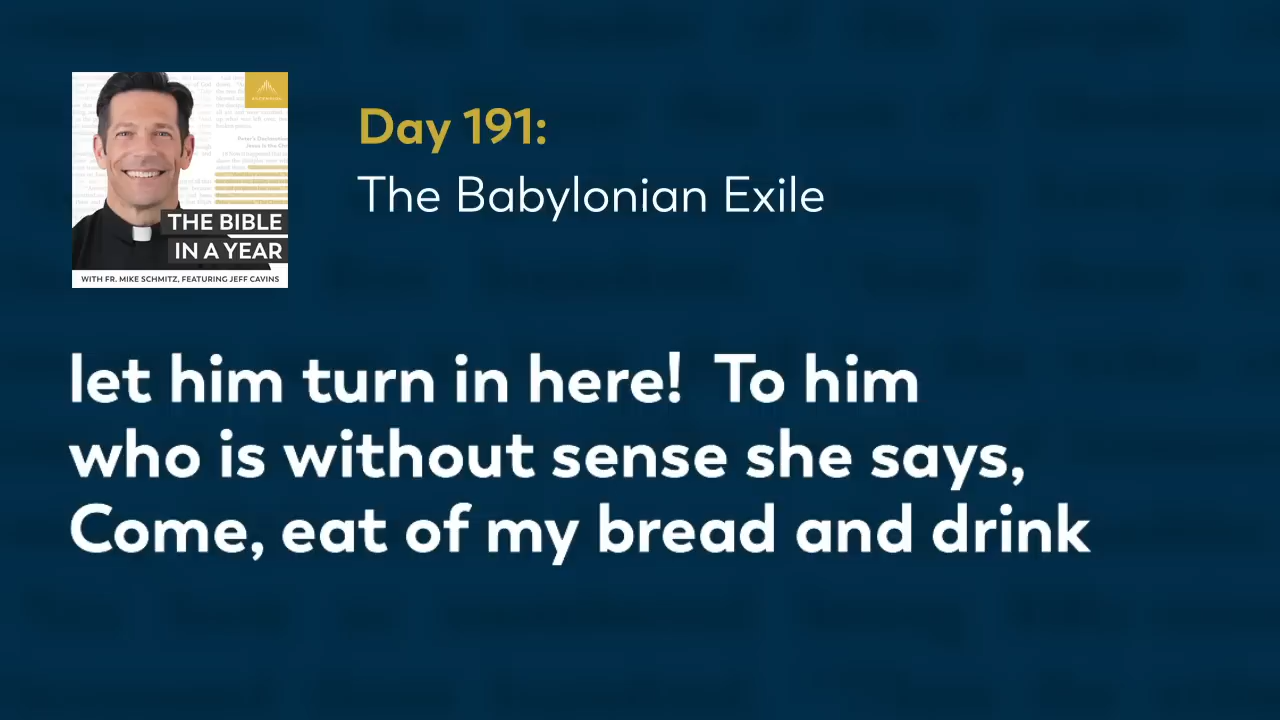 Day 191:
The Babylonian Exile
THE BIBLE
IN A YEAR
WITH FR. MIKE SCHMITZ, FEATURING JEFF CAVINS
let him turn in here!  To him
who is without sense she says,
Come, eat of my bread and drink